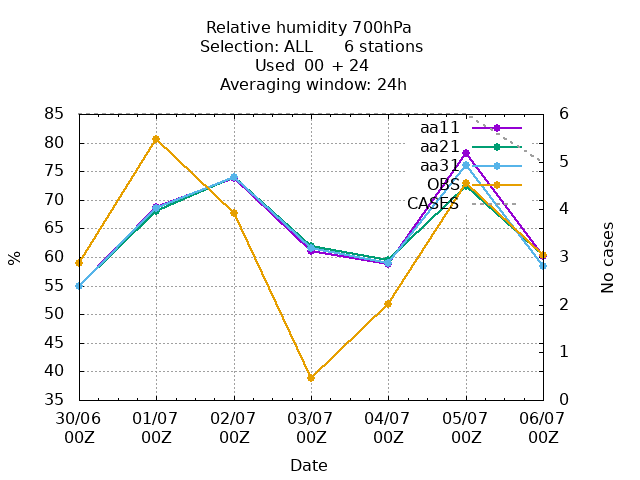 Relative humidity 700hPa
Selection: ALL 6 stations
Used 00 + 24
Averaging window: 24h
85
80
75
70
65
60
55
50
45
40
35
%
6
5
4
3
2
1
0
No cases
aa11
aa21
aa31
OBS
CASES
30/06 01/07 02/07 03/07 04/07 05/07 06/07
00Z 00Z 00Z 00Z 00Z 00Z 00Z
Date